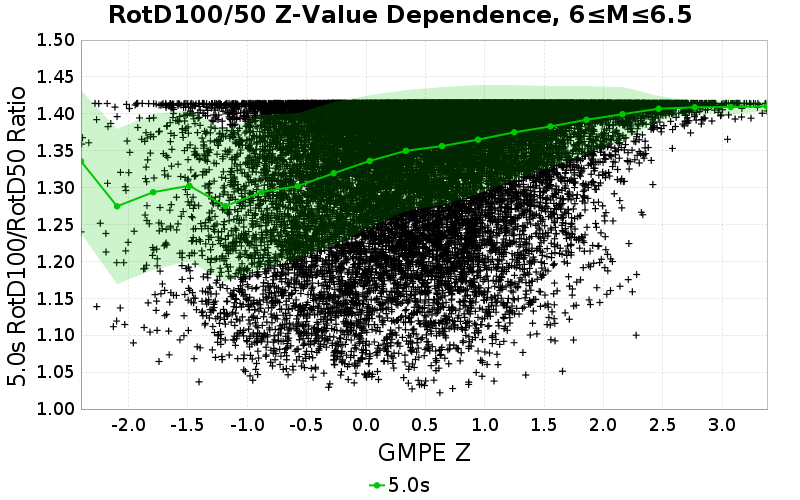 RotD100/50 Z-Value Dependence, 6≤M≤6.5
5.0s RotD100/RotD50 Ratio
1.50
1.45
1.40
1.35
1.30
1.25
1.20
1.15
1.10
1.05
1.00
-2.0 -1.5 -1.0 -0.5 0.0 0.5 1.0 1.5 2.0 2.5 3.0
GMPE Z
5.0s